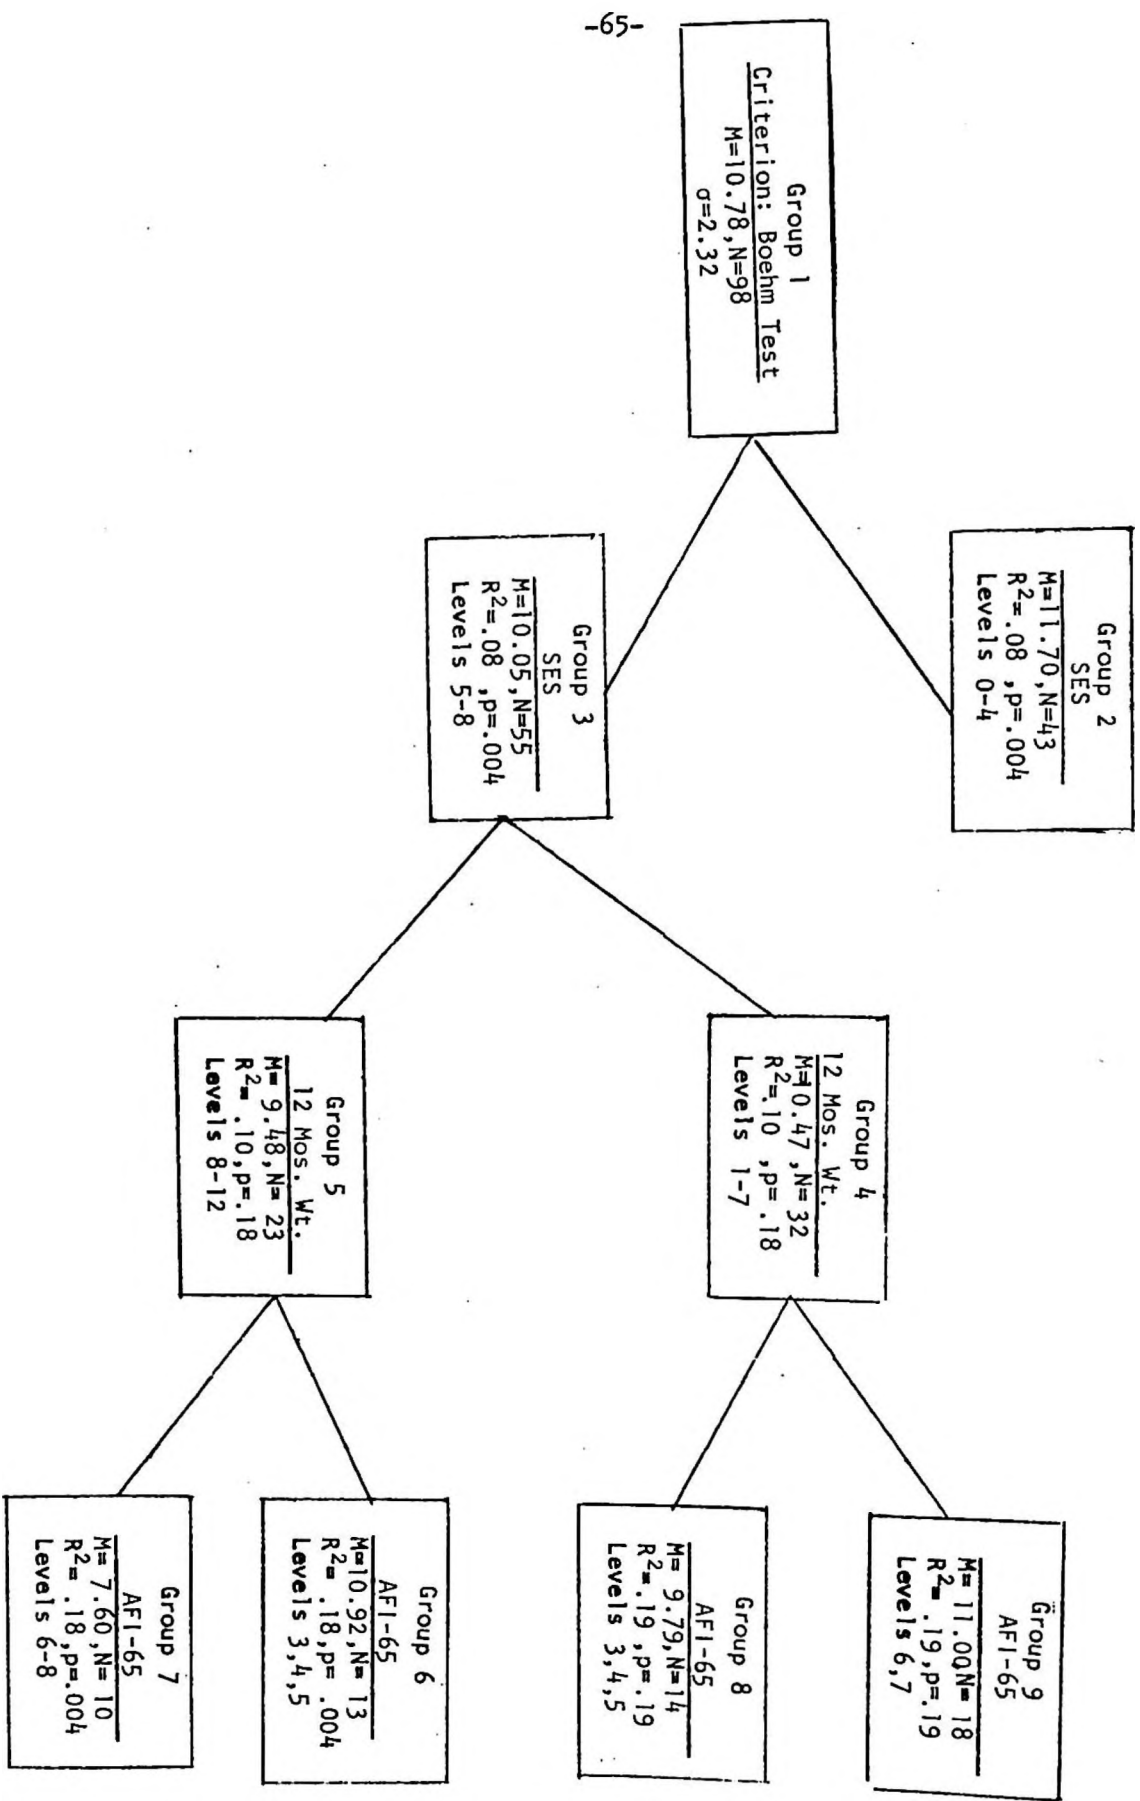 -65-
Group 1
Criterion: Boehm Test
M=10.78,N=98
σ=2.32
Group 2
SES
M=11.70,N=43
R²=.08 ,p=.004
Levels 0-4
Group 3
SES
M=10.05,N=55
R²=.08 ,p=.004
Levels 5-8
Group 4
12 Mos. Wt.
M=10.47,N=32
R²=.10 ,p=.18
Levels 1-7
Group 5
12 Mos. Wt.
M= 9.48,N= 23
R²= .10,p=.18
Levels 8-12
Group 9
AFI-65
M= 11.00,N= 18
R²= .19,p=.19
Levels 6,7
Group 8
AFI-65
M= 9.79,N=14
R²=.19 ,p=.19
Levels 3,4,5
Group 6
AFI-65
M=10.92,N= 13
R²= .18,p= .004
Levels 3,4,5
Group 7
AFI-65
M= 7.60,N= 10
R²= .18,p=.004
Levels 6-8